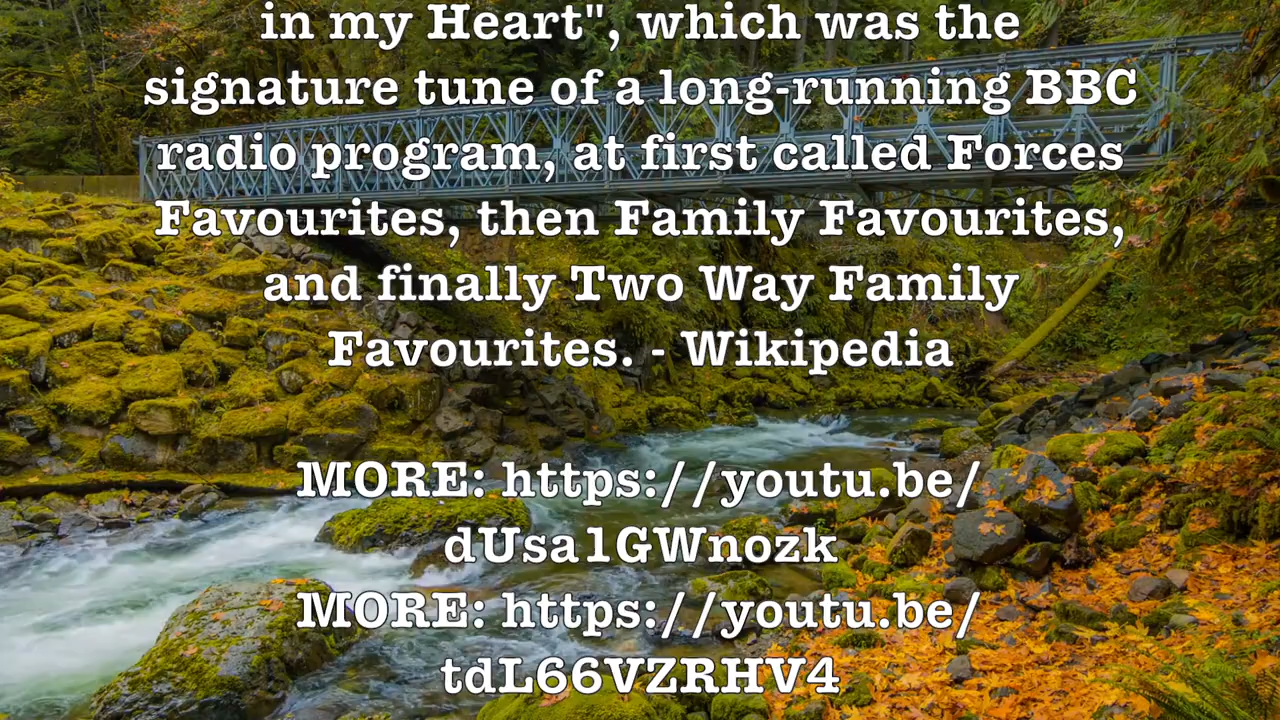 in my Heart", which was the
signature tune of a long-running BBC
radio program, at first called Forces
Favourites, then Family Favourites,
and finally Two Way Family
Favourites. - Wikipedia
MORE: https://youtu.be/
dUsa1GWnozk
MORE: https://youtu.be/
tdL66VZRHV4